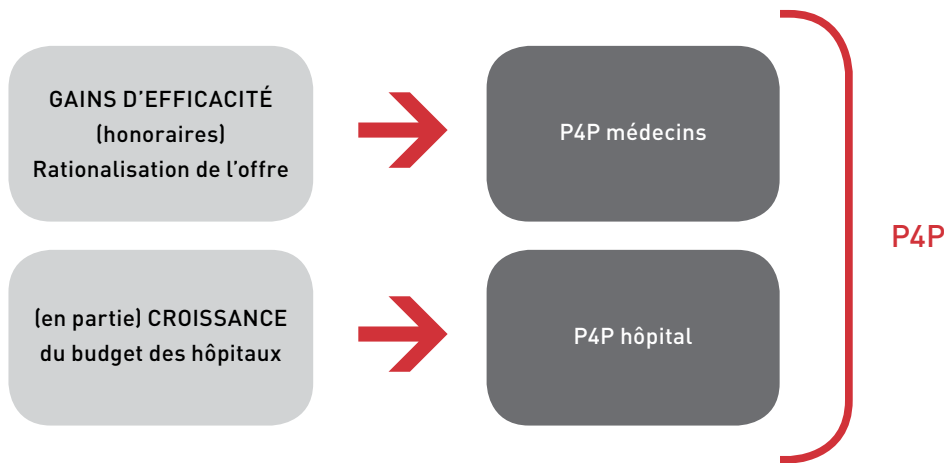 GAINS D’EFFICACITÉ
(honoraires)
Rationalisation de l’offre
P4P médecins
(en partie) CROISSANCE
du budget des hôpitaux
P4P hôpital
P4P